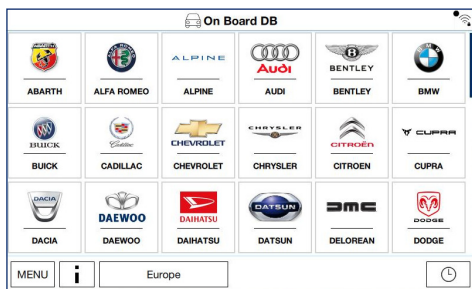 On Board DB
ABARTH
ALFA ROMEO
ALPINE
ALPINE
Audi
AUDI
B
BENTLEY
BENTLEY
BMW
BMW
BUICK
BUICK
Cadillac
CADILLAC
CHEVROLET
CHEVROLET
CHRYSLER
CHRYSLER
CITROËN
CITROEN
CUPRA
CUPRA
DACIA
DACIA
DAEWOO
DAEWOO
DAIHATSU
DAIHATSU
DATSUN
DATSUN
DMC
DELOREAN
DODGE
DODGE
MENU
i
Europe